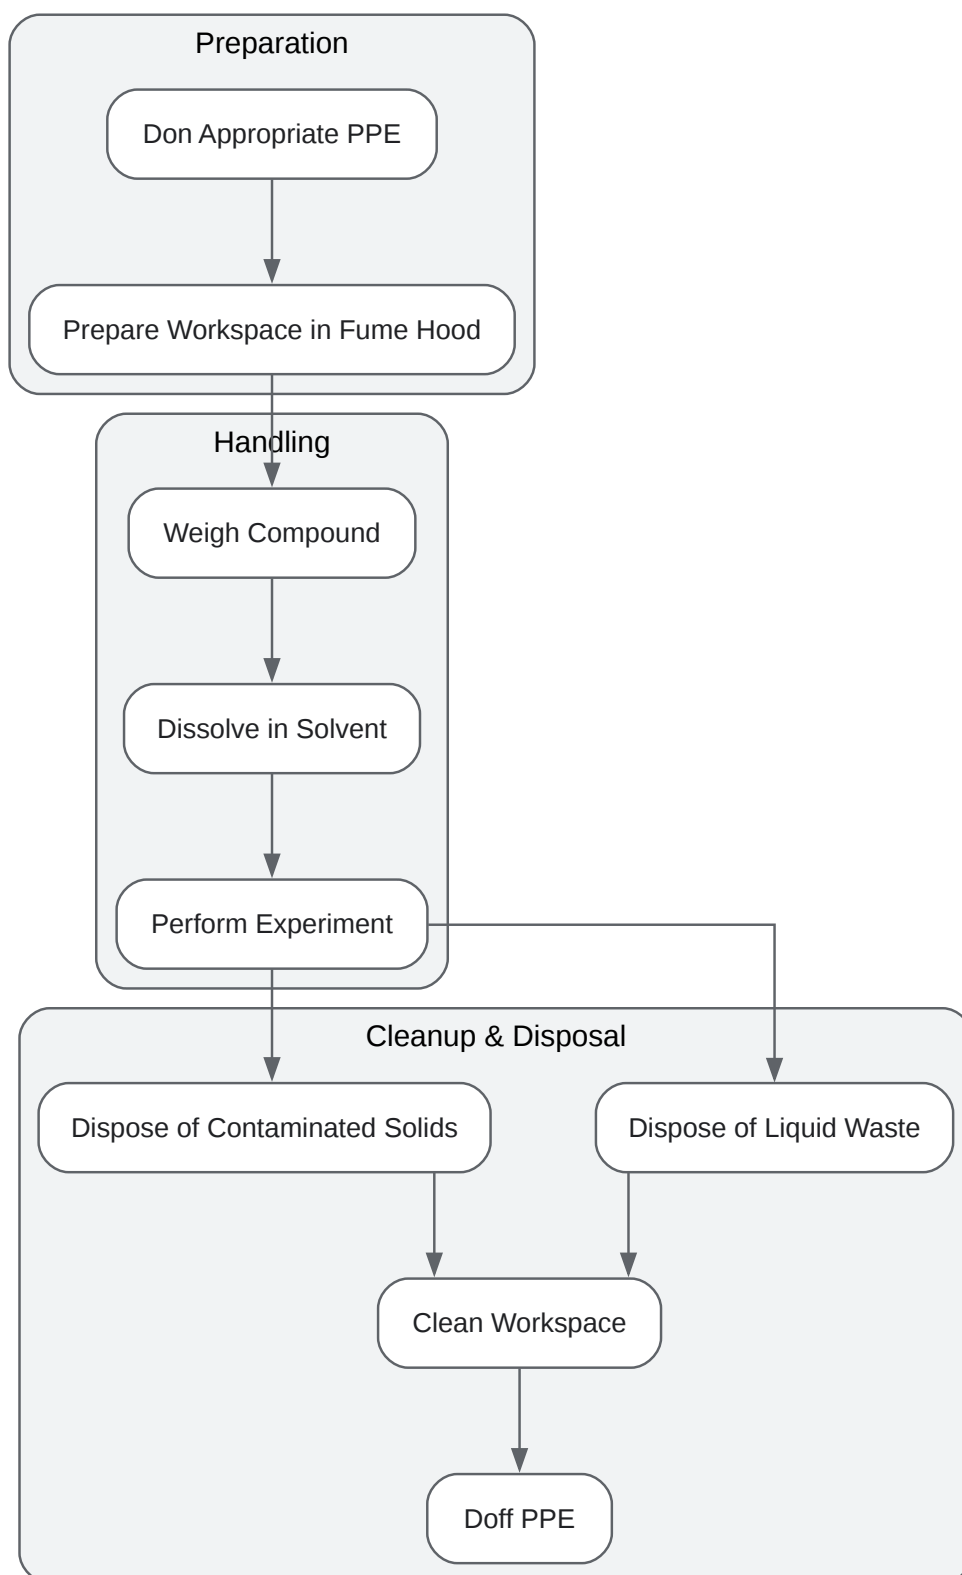 Preparation
Don Appropriate PPE
Prepare Workspace in Fume Hood
Handling
Weigh Compound
Dissolve in Solvent
Perform Experiment
Cleanup & Disposal
Dispose of Contaminated Solids
Dispose of Liquid Waste
Clean Workspace
Doff PPE